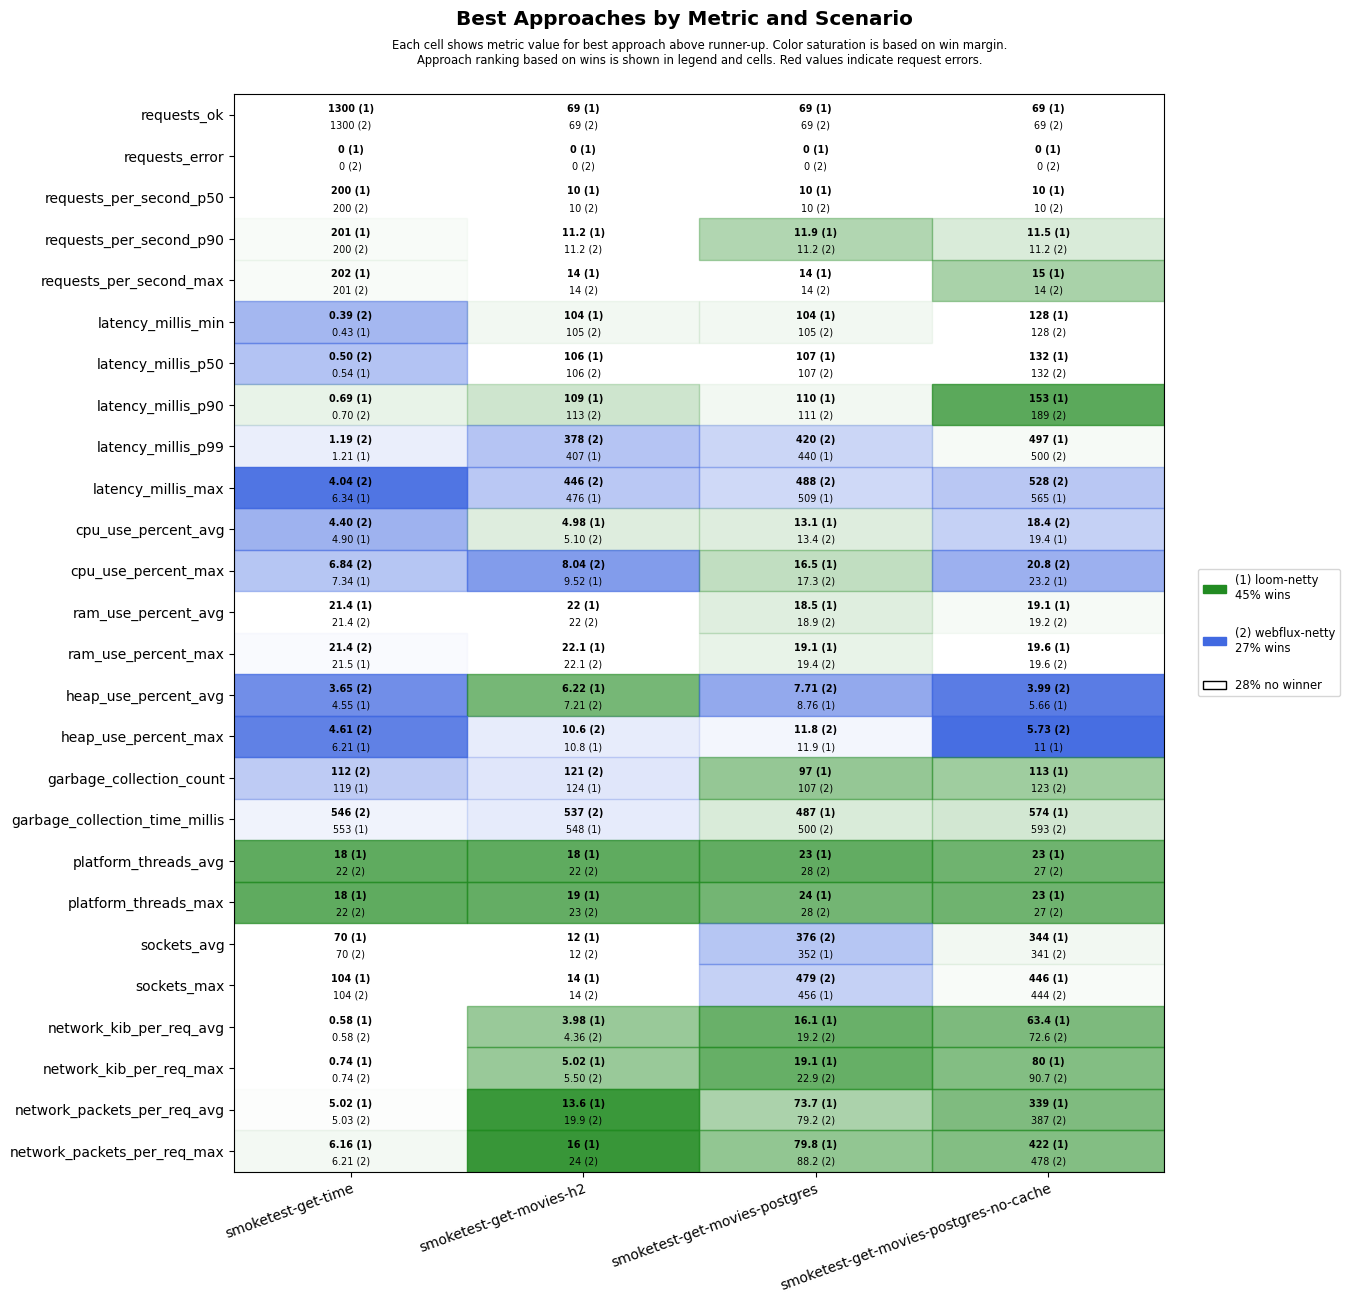 Best Approaches by Metric and Scenario
Each cell shows metric value for best approach above runner-up. Color saturation is based on win margin.
Approach ranking based on wins is shown in legend and cells. Red values indicate request errors.
requests_ok
1300 (1) 69 (1) 69 (1) 69 (1)
1300 (2) 69 (2) 69 (2) 69 (2)
requests_error
0 (1) 0 (1) 0 (1) 0 (1)
0 (2) 0 (2) 0 (2) 0 (2)
requests_per_second_p50
200 (1) 10 (1) 10 (1) 10 (1)
200 (2) 10 (2) 10 (2) 10 (2)
requests_per_second_p90
201 (1) 11.2 (1) 11.9 (1) 11.5 (1)
200 (2) 11.2 (2) 11.2 (2) 11.2 (2)
requests_per_second_max
202 (1) 14 (1) 14 (1) 15 (1)
201 (2) 14 (2) 14 (2) 14 (2)
latency_millis_min
0.39 (2) 104 (1) 104 (1) 128 (1)
0.43 (1) 105 (2) 105 (2) 128 (2)
latency_millis_p50
0.50 (2) 106 (1) 107 (1) 132 (1)
0.54 (1) 106 (2) 107 (2) 132 (2)
latency_millis_p90
0.69 (1) 109 (1) 110 (1) 153 (1)
0.70 (2) 113 (2) 111 (2) 189 (2)
latency_millis_p99
1.19 (2) 378 (2) 420 (2) 497 (1)
1.21 (1) 407 (1) 440 (1) 500 (2)
latency_millis_max
4.04 (2) 446 (2) 488 (2) 528 (2)
6.34 (1) 476 (1) 509 (1) 565 (1)
cpu_use_percent_avg
4.40 (2) 4.98 (1) 13.1 (1) 18.4 (2)
4.90 (1) 5.10 (2) 13.4 (2) 19.4 (1)
cpu_use_percent_max
6.84 (2) 8.04 (2) 16.5 (1) 20.8 (2)
7.34 (1) 9.52 (1) 17.3 (2) 23.2 (1)
ram_use_percent_avg
21.4 (1) 22 (1) 18.5 (1) 19.1 (1)
21.4 (2) 22 (2) 18.9 (2) 19.2 (2)
ram_use_percent_max
21.4 (2) 22.1 (1) 19.1 (1) 19.6 (1)
21.5 (1) 22.1 (2) 19.4 (2) 19.6 (2)
heap_use_percent_avg
3.65 (2) 6.22 (1) 7.71 (2) 3.99 (2)
4.55 (1) 7.21 (2) 8.76 (1) 5.66 (1)
heap_use_percent_max
4.61 (2) 10.6 (2) 11.8 (2) 5.73 (2)
6.21 (1) 10.8 (1) 11.9 (1) 11 (1)
garbage_collection_count
112 (2) 121 (2) 97 (1) 113 (1)
119 (1) 124 (1) 107 (2) 123 (2)
garbage_collection_time_millis
546 (2) 537 (2) 487 (1) 574 (1)
553 (1) 548 (1) 500 (2) 593 (2)
platform_threads_avg
18 (1) 18 (1) 23 (1) 23 (1)
22 (2) 22 (2) 28 (2) 27 (2)
platform_threads_max
18 (1) 19 (1) 24 (1) 23 (1)
22 (2) 23 (2) 28 (2) 27 (2)
sockets_avg
70 (1) 12 (1) 376 (2) 344 (1)
70 (2) 12 (2) 352 (1) 341 (2)
sockets_max
104 (1) 14 (1) 479 (2) 446 (1)
104 (2) 14 (2) 456 (1) 444 (2)
network_kib_per_req_avg
0.58 (1) 3.98 (1) 16.1 (1) 63.4 (1)
0.58 (2) 4.36 (2) 19.2 (2) 72.6 (2)
network_kib_per_req_max
0.74 (1) 5.02 (1) 19.1 (1) 80 (1)
0.74 (2) 5.50 (2) 22.9 (2) 90.7 (2)
network_packets_per_req_avg
5.02 (1) 13.6 (1) 73.7 (1) 339 (1)
5.03 (2) 19.9 (2) 79.2 (2) 387 (2)
network_packets_per_req_max
6.16 (1) 16 (1) 79.8 (1) 422 (1)
6.21 (2) 24 (2) 88.2 (2) 478 (2)
smoketest-get-time
smoketest-get-movies-h2
smoketest-get-movies-postgres
smoketest-get-movies-postgres-no-cache
(1) loom-netty
45% wins
(2) webflux-netty
27% wins
28% no winner